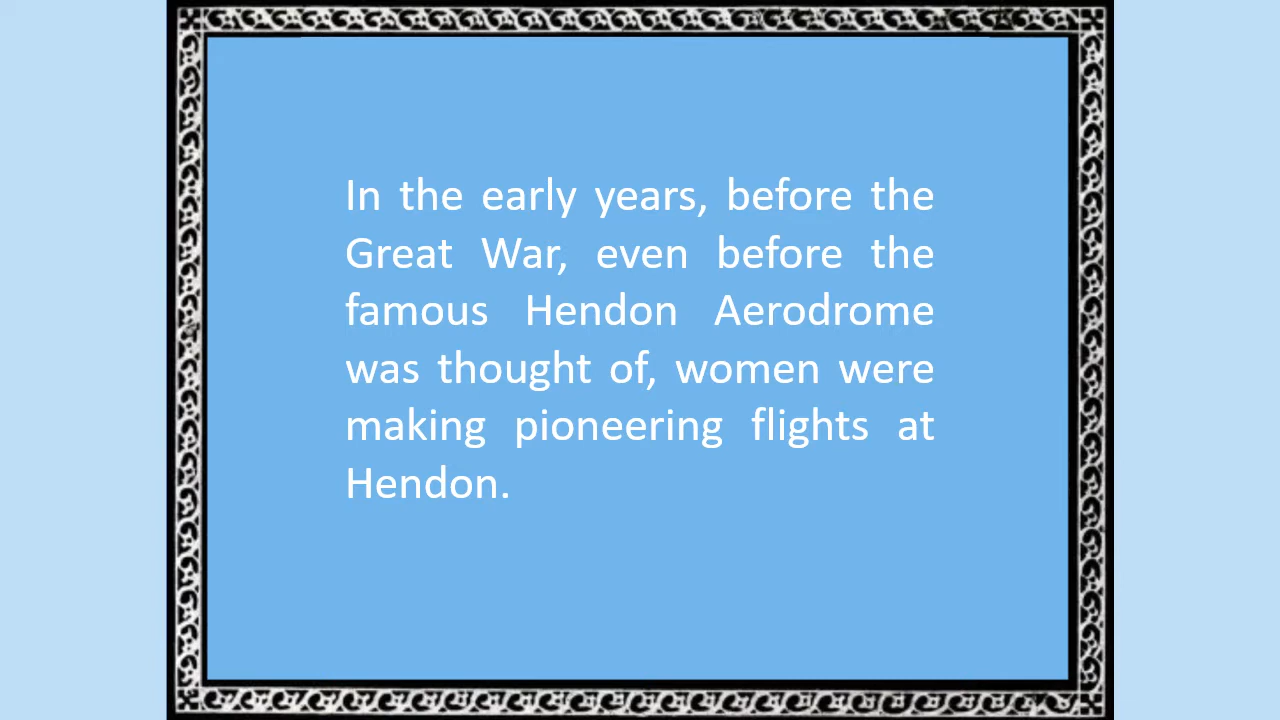 In the early years, before the
Great War, even before the
famous Hendon Aerodrome
was thought of, women were
making pioneering flights at
Hendon.